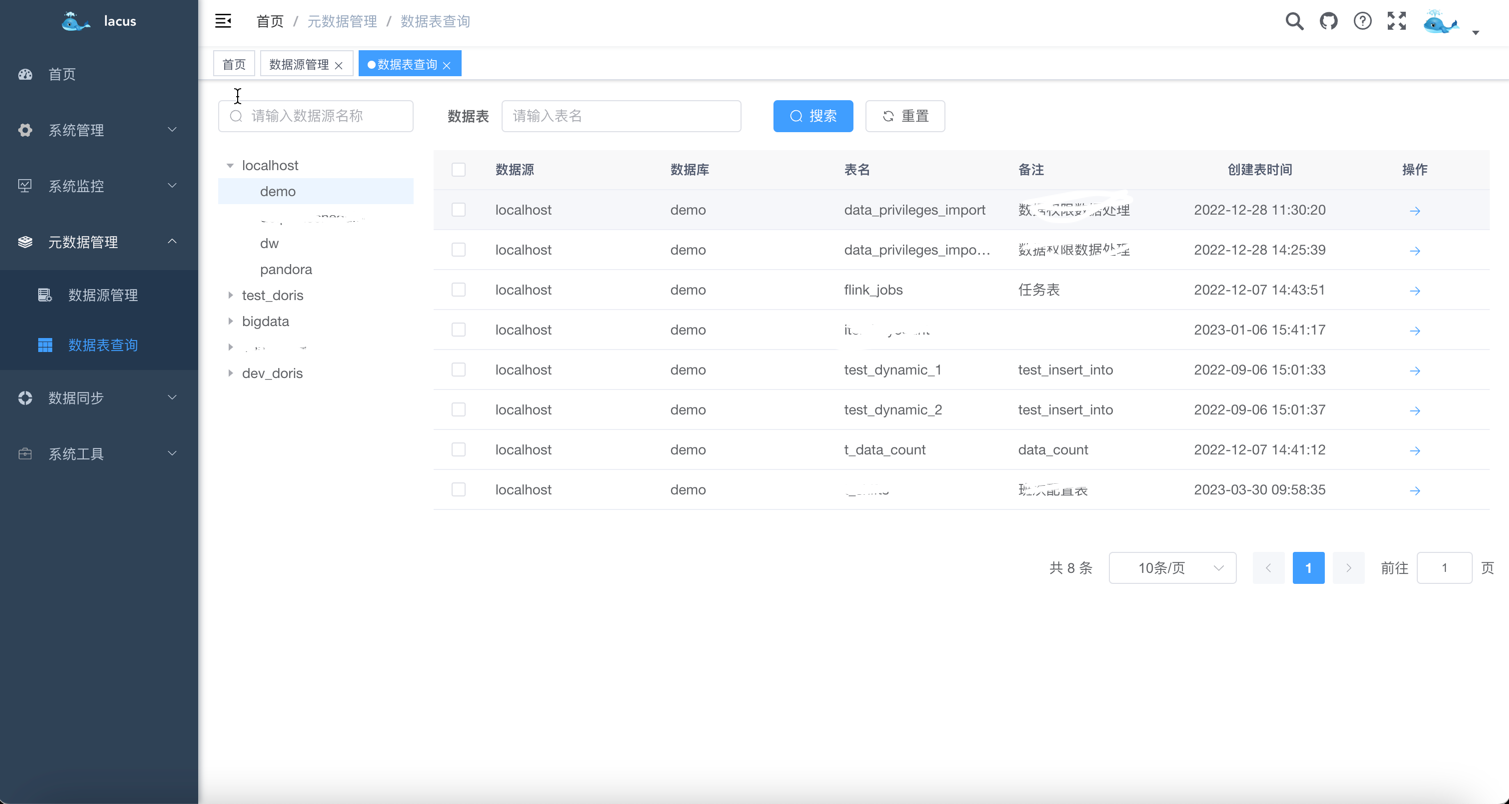 lacus
首页
系统管理
系统监控
元数据管理
数据源管理
数据表查询
数据同步
系统工具
首页 / 元数据管理 / 数据表查询
首页 数据源管理 数据表查询
请输入数据源名称
localhost
demo
dw
pandora
test_doris
bigdata
dev_doris
数据表 请输入表名 搜索 重置
数据源 数据库 表名 备注 创建表时间 操作
localhost demo data_privileges_import 数据权限数据处理 2022-12-28 11:30:20
localhost demo data_privileges_impo... 数据权限数据处理 2022-12-28 14:25:39
localhost demo flink_jobs 任务表 2022-12-07 14:43:51
localhost demo 2023-01-06 15:41:17
localhost demo test_dynamic_1 test_insert_into 2022-09-06 15:01:33
localhost demo test_dynamic_2 test_insert_into 2022-09-06 15:01:37
localhost demo t_data_count data_count 2022-12-07 14:41:12
localhost demo 班次配置表 2023-03-30 09:58:35
共 8 条 10条/页 1 前往 1 页